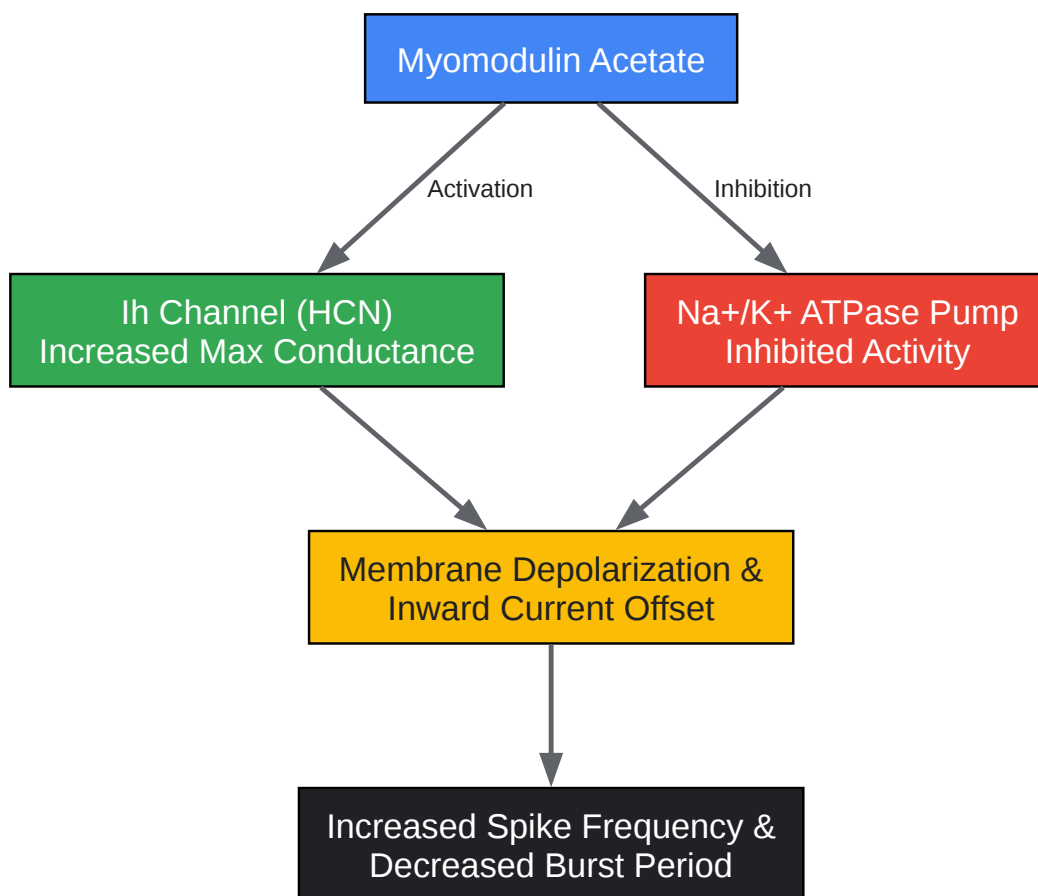 Myomodulin Acetate
Activation
Inhibition
Ih Channel (HCN)
Increased Max Conductance
Na+/K+ ATPase Pump
Inhibited Activity
Membrane Depolarization &
Inward Current Offset
Increased Spike Frequency &
Decreased Burst Period